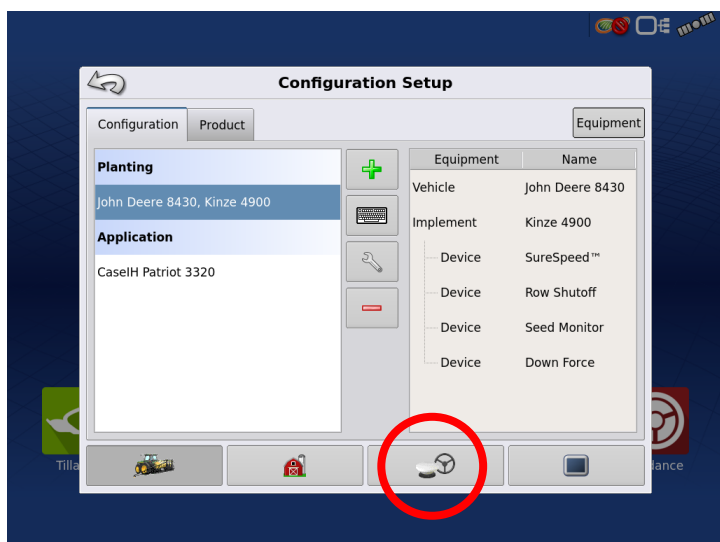 Configuration Setup
Configuration Product Equipment
Planting
John Deere 8430, Kinze 4900
Application
CaseIH Patriot 3320
Equipment Name
Vehicle John Deere 8430
Implement Kinze 4900
Device SureSpeed™
Device Row Shutoff
Device Seed Monitor
Device Down Force
Tilla
dance